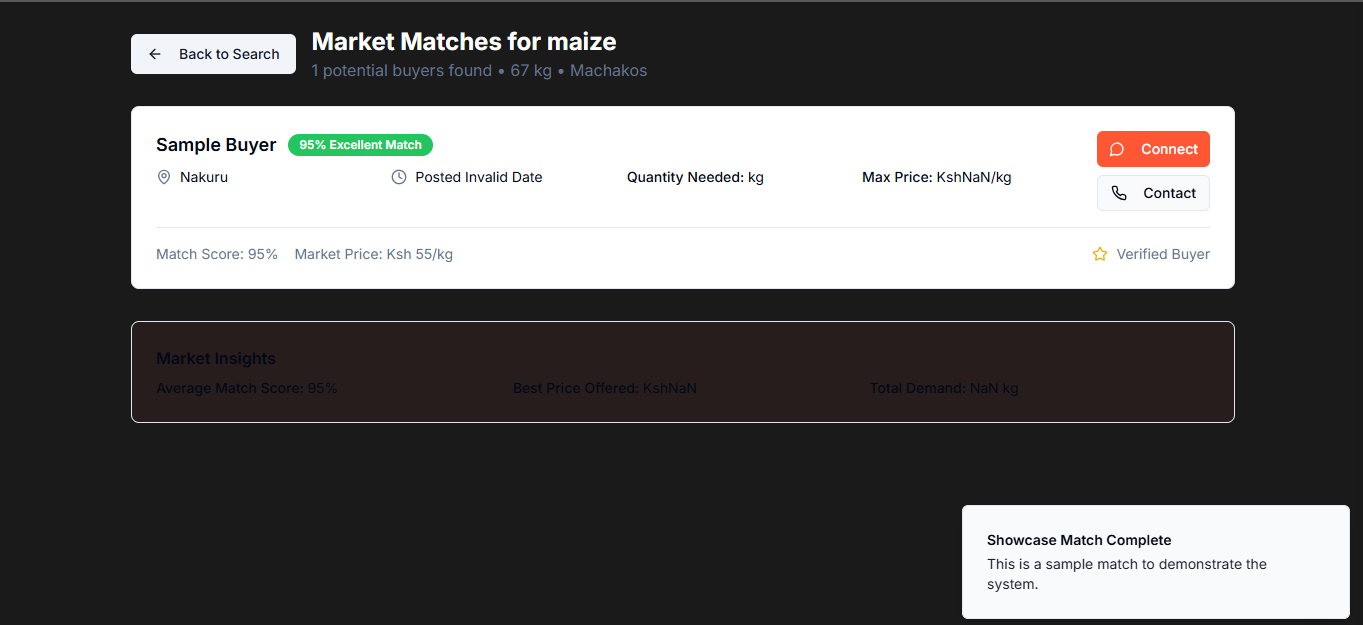 Back to Search
Market Matches for maize
1 potential buyers found • 67 kg • Machakos
Sample Buyer 95% Excellent Match
Connect
Nakuru Posted Invalid Date Quantity Needed: kg Max Price: KshNaN/kg
Contact
Match Score: 95% Market Price: Ksh 55/kg Verified Buyer
Market Insights
Average Match Score: 95% Best Price Offered: KshNaN Total Demand: NaN kg
Showcase Match Complete
This is a sample match to demonstrate the
system.